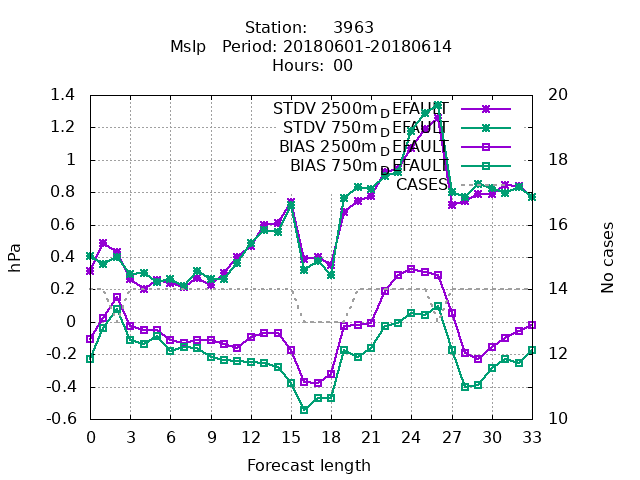 Station: 3963
Mslp Period: 20180601-20180614
Hours: 00
1.4
1.2
1
0.8
0.6
0.4
0.2
0
-0.2
-0.4
-0.6
hPa
20
18
16
14
12
10
No cases
STDV 2500m_DEFAULT
STDV 750m_DEFAULT
BIAS 2500m_DEFAULT
BIAS 750m_DEFAULT
CASES
0 3 6 9 12 15 18 21 24 27 30 33
Forecast length